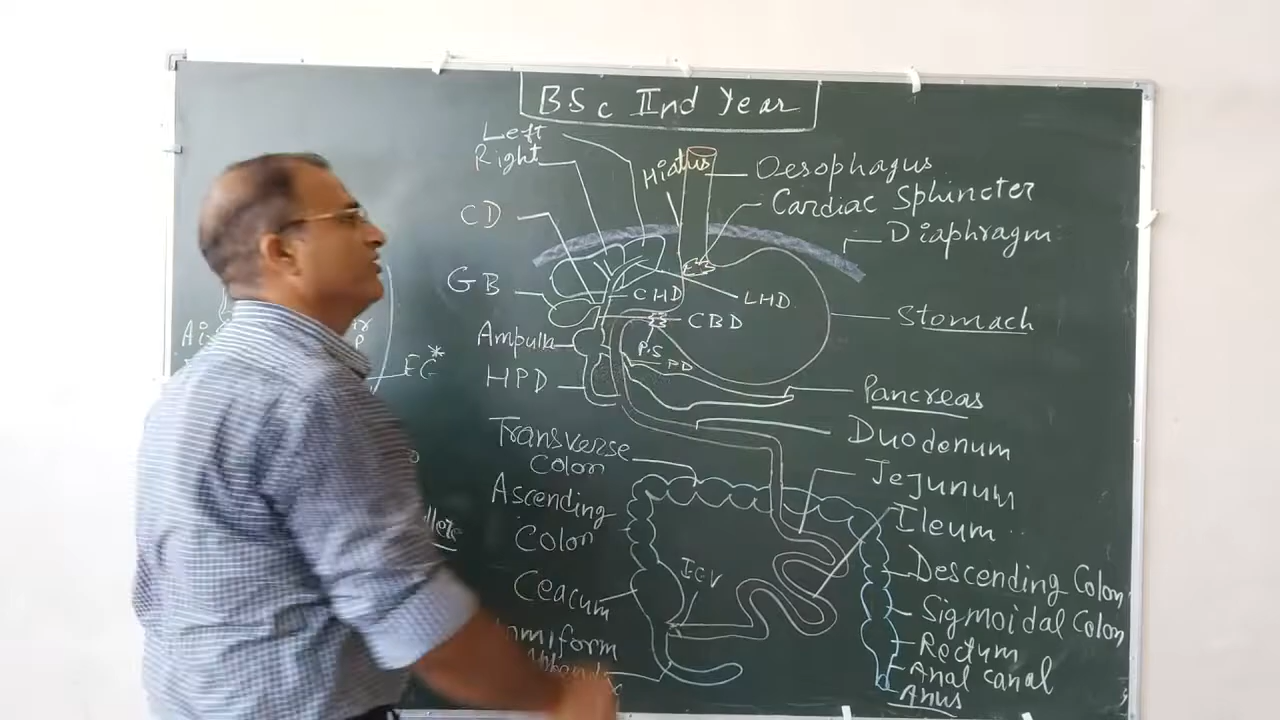 BSc IInd Year
Left
Right
CD
GB
Ampulla
HPD
Transverse
Colon
Ascending
Colon
Ceacum
Hiatus
CHD
LHD
CBD
P.S
PD
ICV
Oesophagus
Cardiac Sphincter
Diaphragm
Stomach
Pancreas
Duodenum
Jejunum
Ileum
Descending Colon
Sigmoidal Colon
Rectum
Anal canal
Anus